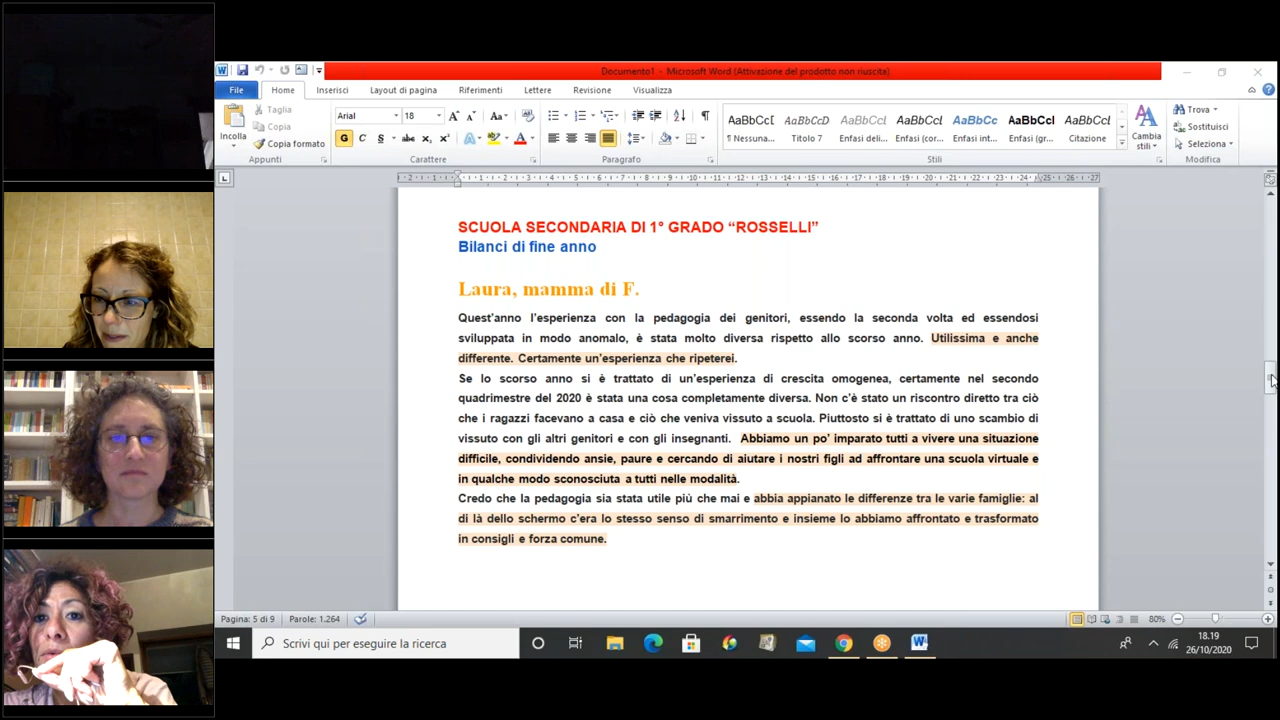 Documento1 - Microsoft Word (Attivazione del prodotto non riuscita)
File Home Inserisci Layout di pagina Riferimenti Lettere Revisione Visualizza
Incolla
Taglia
Copia
Copia formato
Appunti
Arial 18
G C S abc
Carattere
Paragrafo
AaBbCcI AaBbCcD AaBbCcI AaBbCcI AaBbCc AaBbCcI AaBbCcI
¶ Nessuna... Titolo 7 Enfasi deli... Enfasi (cor... Enfasi int... Enfasi (gr... Citazione
Stili
Cambia stili
Trova
Sostituisci
Seleziona
Modifica
SCUOLA SECONDARIA DI 1° GRADO “ROSSELLI”
Bilanci di fine anno
Laura, mamma di F.
Quest’anno l’esperienza con la pedagogia dei genitori, essendo la seconda volta ed essendosi
sviluppata in modo anomalo, è stata molto diversa rispetto allo scorso anno. Utilissima e anche
differente. Certamente un’esperienza che ripeterei.
Se lo scorso anno si è trattato di un’esperienza di crescita omogenea, certamente nel secondo
quadrimestre del 2020 è stata una cosa completamente diversa. Non c’è stato un riscontro diretto tra ciò
che i ragazzi facevano a casa e ciò che veniva vissuto a scuola. Piuttosto si è trattato di uno scambio di
vissuto con gli altri genitori e con gli insegnanti. Abbiamo un po’ imparato tutti a vivere una situazione
difficile, condividendo ansie, paure e cercando di aiutare i nostri figli ad affrontare una scuola virtuale e
in qualche modo sconosciuta a tutti nelle modalità.
Credo che la pedagogia sia stata utile più che mai e abbia appianato le differenze tra le varie famiglie: al
di là dello schermo c’era lo stesso senso di smarrimento e insieme lo abbiamo affrontato e trasformato
in consigli e forza comune.
Pagina: 5 di 9 Parole: 1.264 80%
Scrivi qui per eseguire la ricerca
18.19
26/10/2020